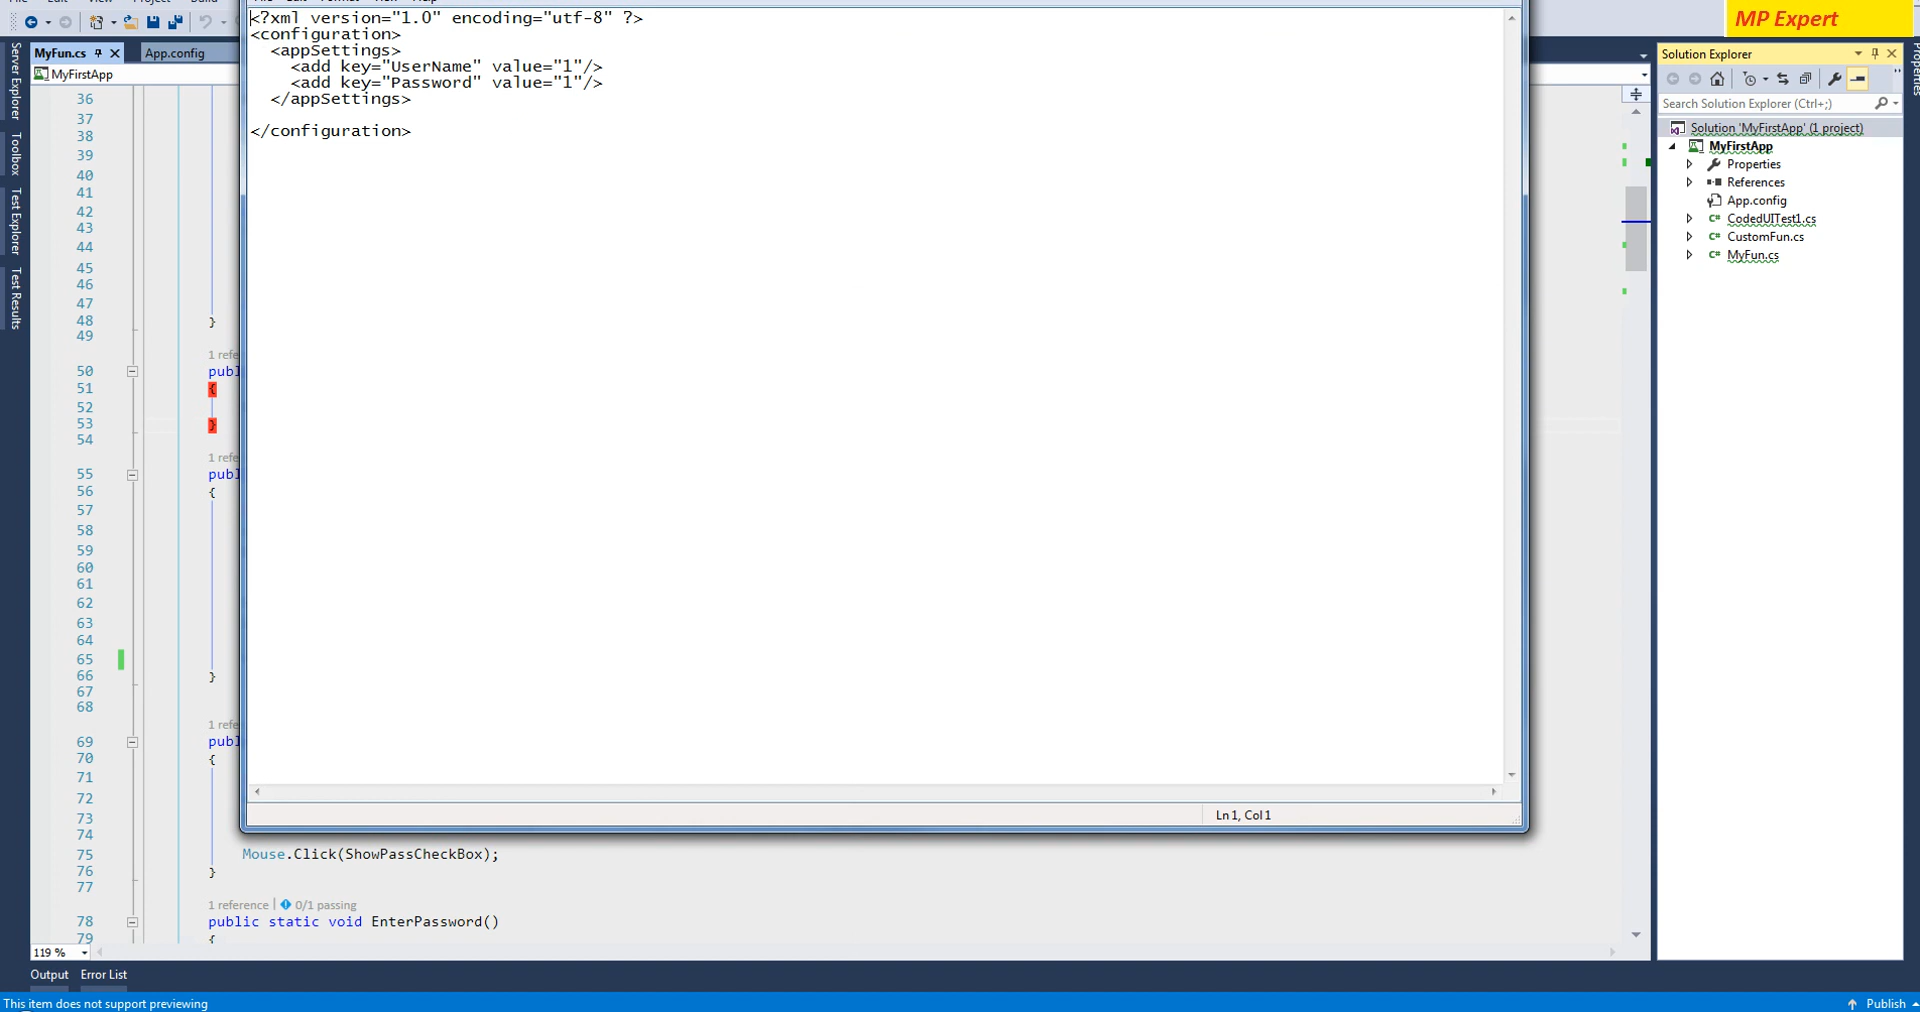 MP Expert
MyFun.cs
App.config
MyFirstApp
Server Explorer
Toolbox
Test Explorer
Test Results
<?xml version="1.0" encoding="utf-8" ?>
<configuration>
<appSettings>
<add key="UserName" value="1"/>
<add key="Password" value="1"/>
</appSettings>
</configuration>
36
37
38
39
40
41
42
43
44
45
46
47
48 }
49
1 refe
50 publ
51 {
52
53 }
54
1 refe
55 publ
56 {
57
58
59
60
61
62
63
64
65
66 }
67
68
1 refe
69 publ
70 {
71
72
73
74
Ln 1, Col 1
75 Mouse.Click(ShowPassCheckBox);
76 }
77
1 reference | 0/1 passing
78 public static void EnterPassword()
79 {
119 %
Output Error List
This item does not support previewing
Publish
Solution Explorer
Search Solution Explorer (Ctrl+;)
Solution 'MyFirstApp' (1 project)
MyFirstApp
Properties
References
App.config
C# CodedUITest1.cs
C# CustomFun.cs
C# MyFun.cs
Properties